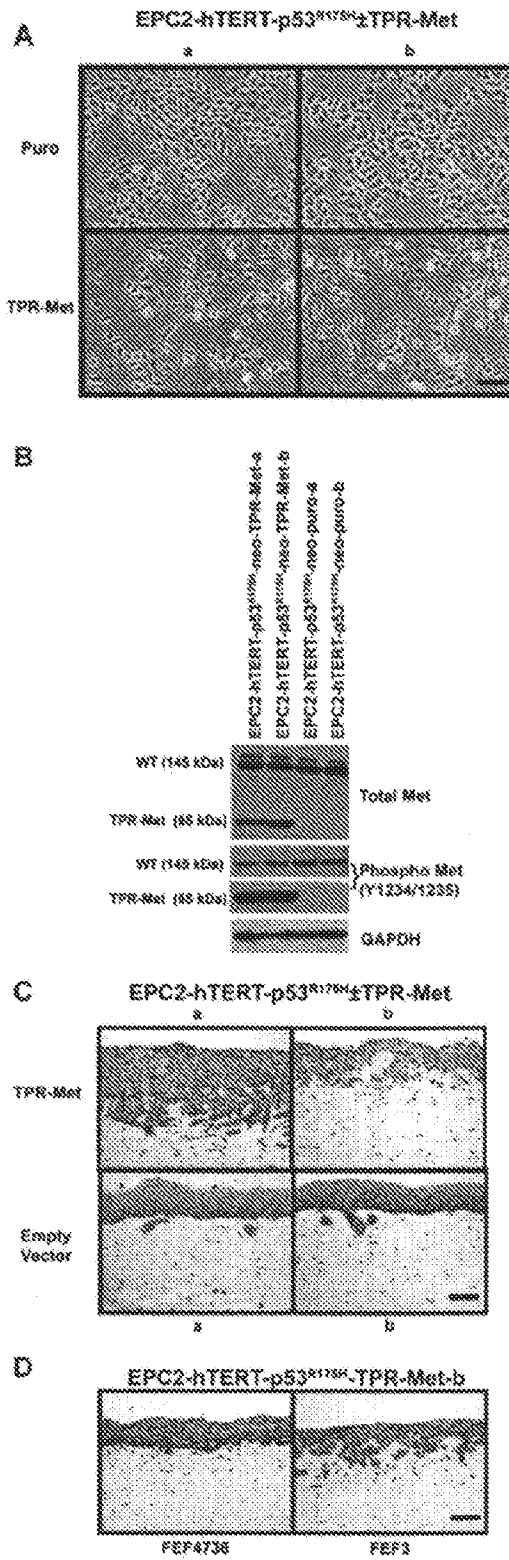 A
EPC2-hTERT-p53R175H±TPR-Met
a b
Puro
TPR-Met
B
EPC2-hTERT-p53R175H-neo-TPR-Met-a
EPC2-hTERT-p53R175H-neo-TPR-Met-b
EPC2-hTERT-p53R175H-neo-puro-a
EPC2-hTERT-p53R175H-neo-puro-b
WT (145 kDa)
Total Met
TPR-Met (65 kDa)
WT (145 kDa)
Phospho Met
(Y1234/1235)
TPR-Met (65 kDa)
GAPDH
C
EPC2-hTERT-p53R175H±TPR-Met
a b
TPR-Met
Empty
Vector
a b
D
EPC2-hTERT-p53R175H-TPR-Met-b
FEF4736 FEF3